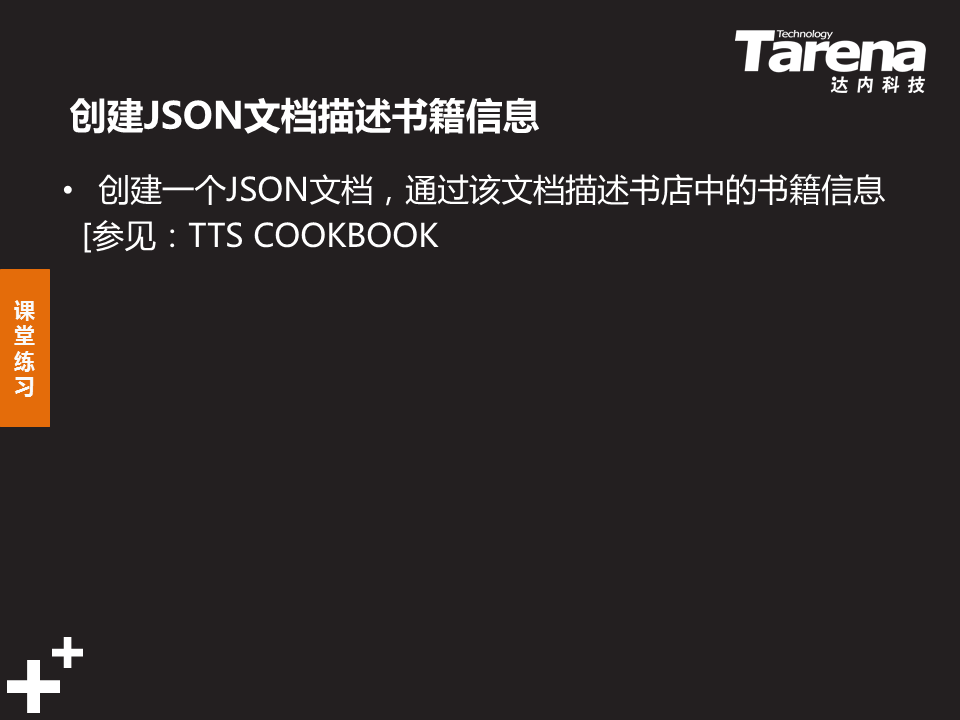 Technology
Tarena
达内科技
创建JSON文档描述书籍信息
• 创建一个JSON文档，通过该文档描述书店中的书籍信息
[参见：TTS COOKBOOK
课
堂
练
习